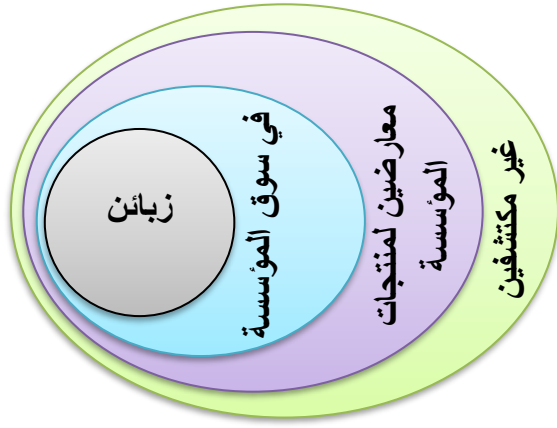 زبائن
في سوق المؤسسة
معارضين لمنتجات
المؤسسة
غير مكتشفين